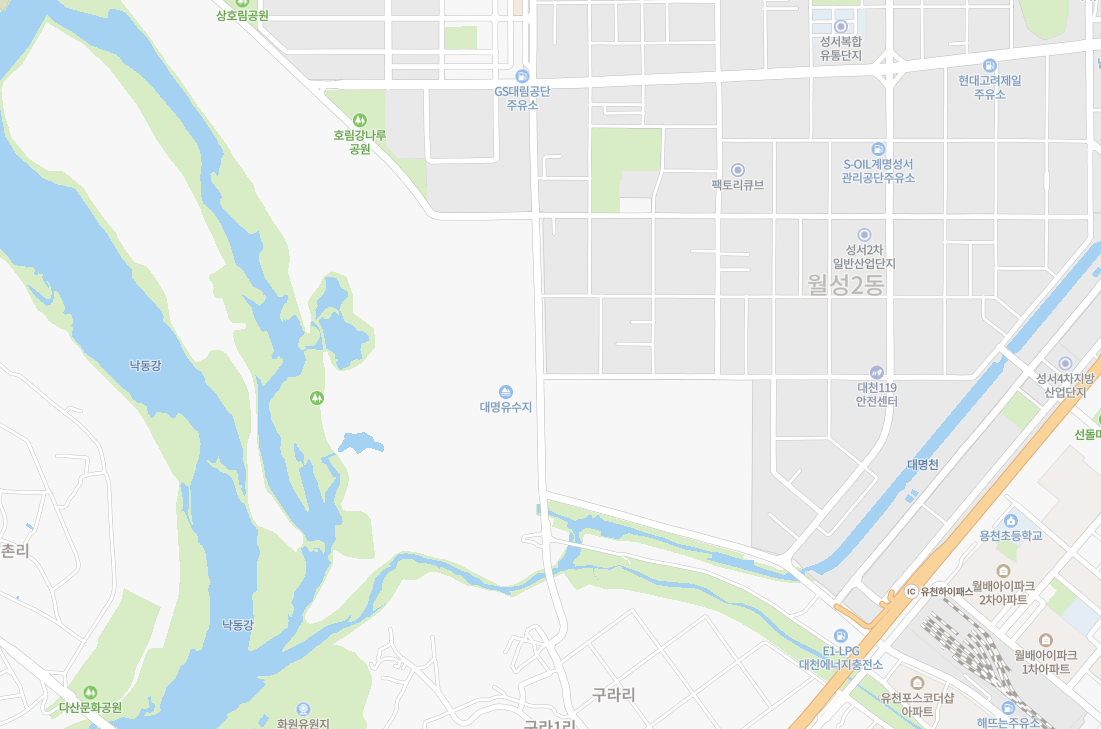 상호림공원
성서복합
유통단지
GS대림공단
주유소
현대고려제일
주유소
호림강나루
공원
S-OIL계명성서
관리공단주유소
팩토리큐브
성서2차
일반산업단지
월성2동
낙동강
성서4차지방
산업단지
대천119
안전센터
대명유수지
선돌마
대명천
용천초등학교
촌리
월배아이파크
2차아파트
IC 유천하이패스
낙동강
E1-LPG
대천에너지충전소
월배아이파크
1차아파트
유천포스코더샵
아파트
구라리
다산문화공원
화원유원지
구라1리
해뜨는주유소